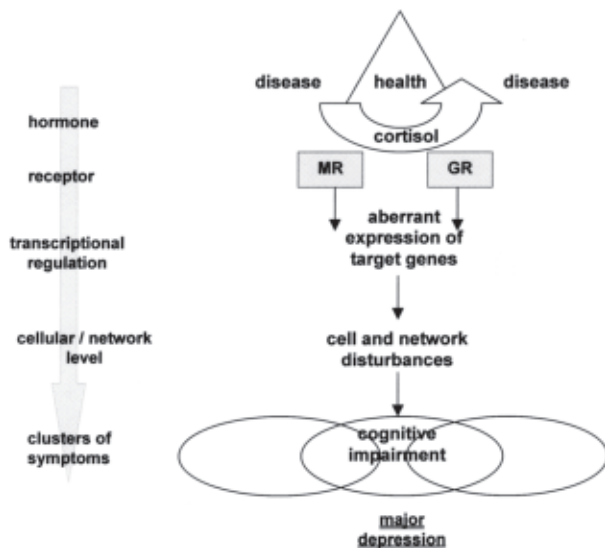 disease
health
disease
hormone
cortisol
receptor
MR
GR
transcriptional
regulation
aberrant
expression of
target genes
cellular / network
level
cell and network
disturbances
clusters of
symptoms
cognitive
impairment
major
depression